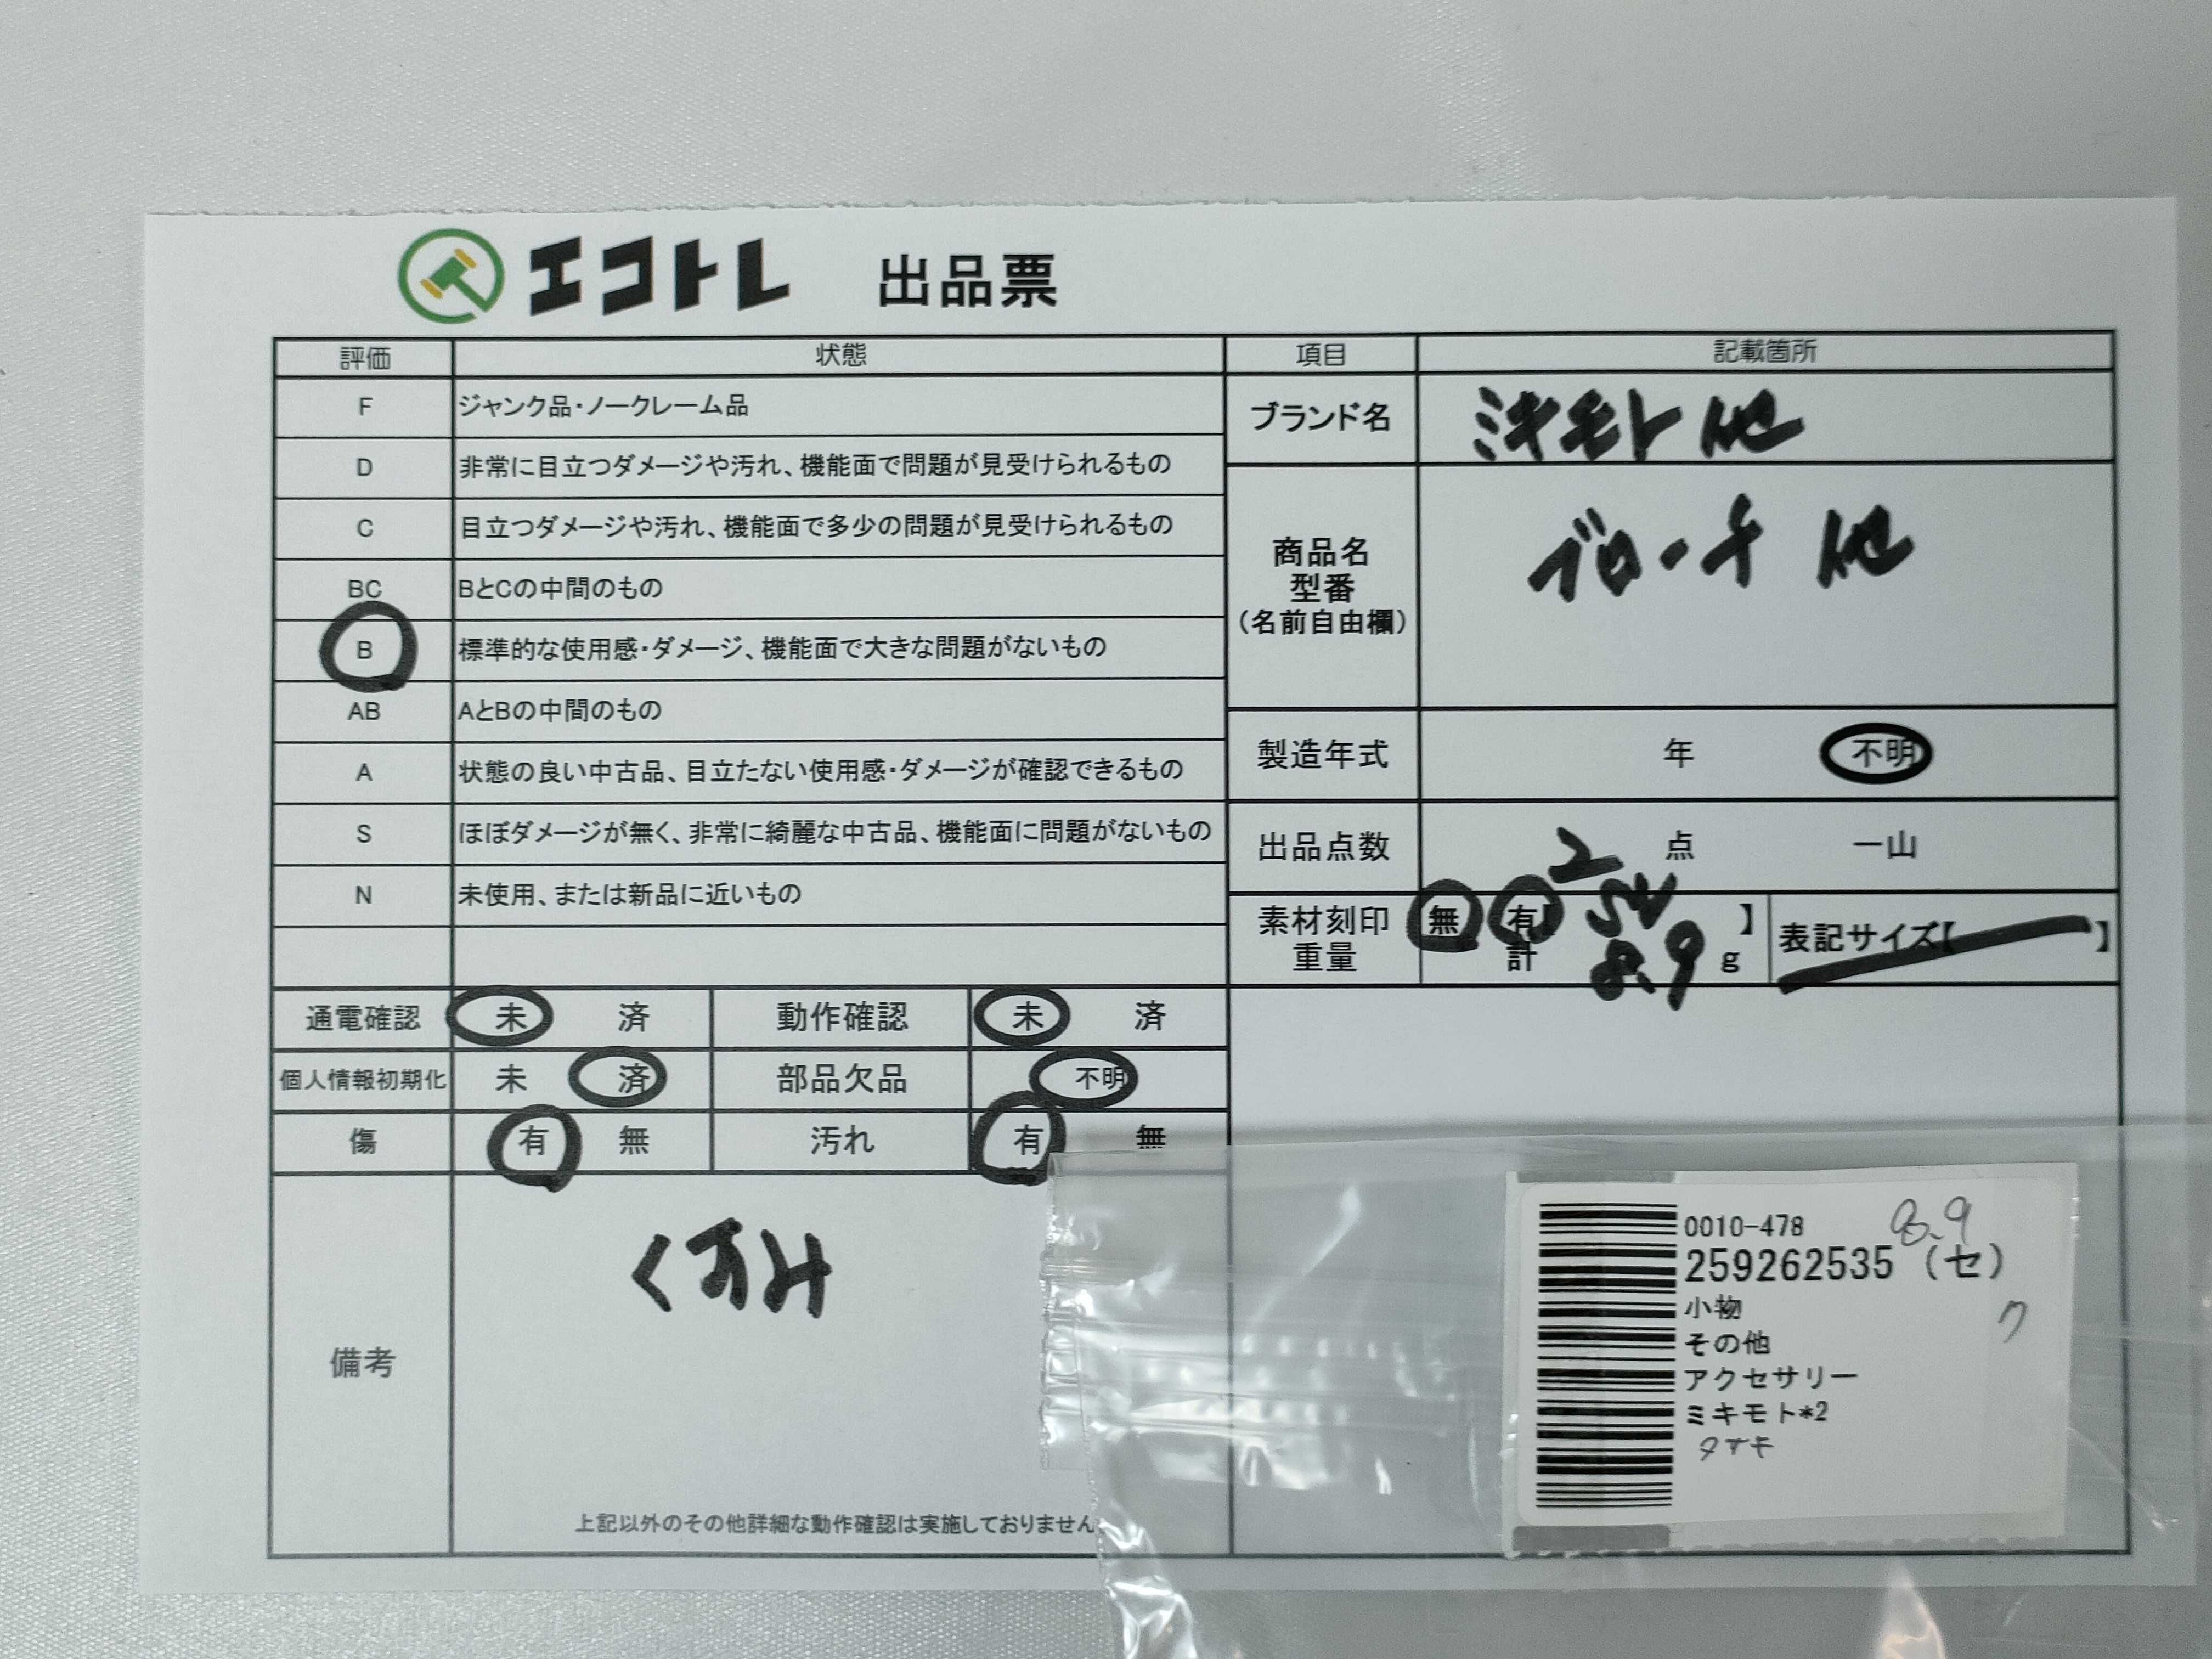 エコトレ 出品票
評価 状態 項目 記載箇所
F ジャンク品・ノークレーム品
D 非常に目立つダメージや汚れ、機能面で問題が見受けられるもの
C 目立つダメージや汚れ、機能面で多少の問題が見受けられるもの
BC BとCの中間のもの
B 標準的な使用感・ダメージ、機能面で大きな問題がないもの
AB AとBの中間のもの
A 状態の良い中古品、目立たない使用感・ダメージが確認できるもの
S ほぼダメージが無く、非常に綺麗な中古品、機能面に問題がないもの
N 未使用、または新品に近いもの
ブランド名 ミキモト 他
商品名
型番
(名前自由欄)
ブローチ 他
製造年式 年 不明
出品点数 2 点 一山
素材刻印 無 有【 】
重量 計 8.9 g
表記サイズ【 】
通電確認 未 済 動作確認 未 済
個人情報初期化 未 済 部品欠品 不明
傷 有 無 汚れ 有 無
備考
上記以外のその他詳細な動作確認は実施しておりません
0010-478 8.9
259262535 (セ)
小物 ク
その他
アクセサリー
ミキモト*2
タサキ